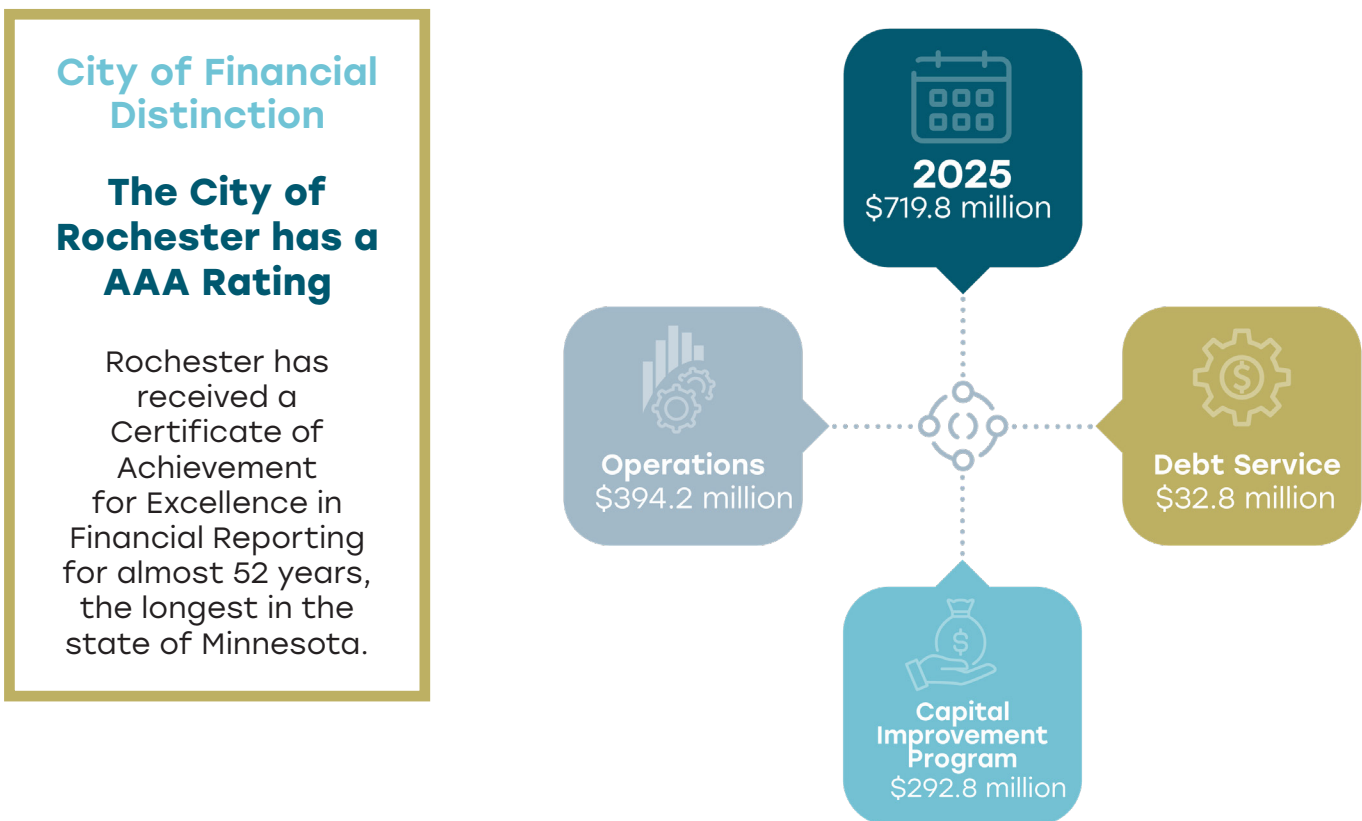 City of Financial
Distinction
The City of
Rochester has a
AAA Rating
Rochester has
received a
Certificate of
Achievement
for Excellence in
Financial Reporting
for almost 52 years,
the longest in the
state of Minnesota.
2025
$719.8 million
Operations
$394.2 million
$
Debt Service
$32.8 million
$
Capital
Improvement
Program
$292.8 million